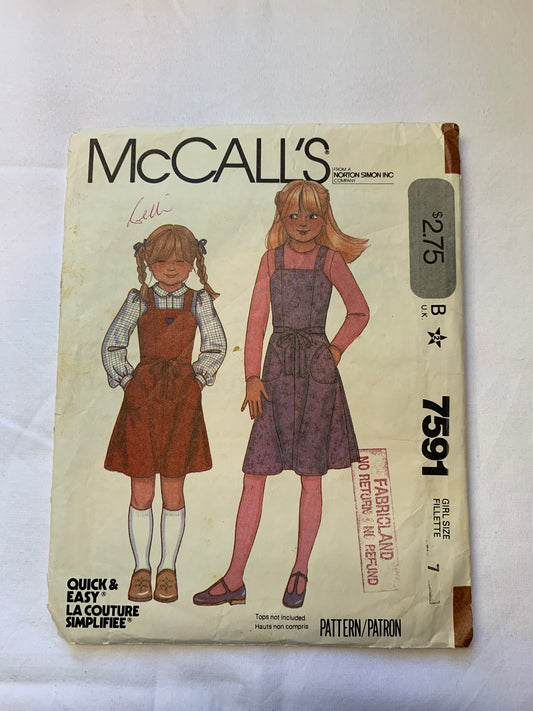 McCALL'S®
FROM A
NORTON SIMON INC
COMPANY
$2.75
B
U.K.
2
7591
GIRL SIZE
FILLETTE
7
FABRICLAND
NO RETURN & NO REFUND
QUICK &
EASY®
LA COUTURE
SIMPLIFIEE®
Tops not included
Hauts non compris
PATTERN/PATRON